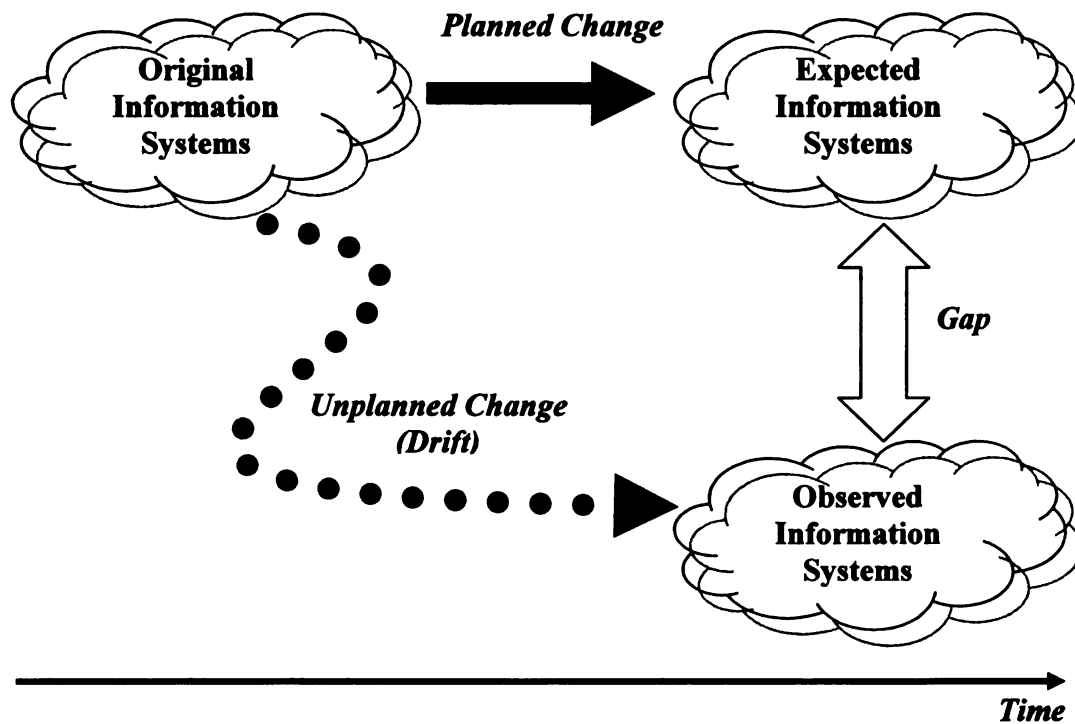 Planned Change
Original
Information
Systems
Expected
Information
Systems
Gap
Unplanned Change
(Drift)
Observed
Information
Systems
Time